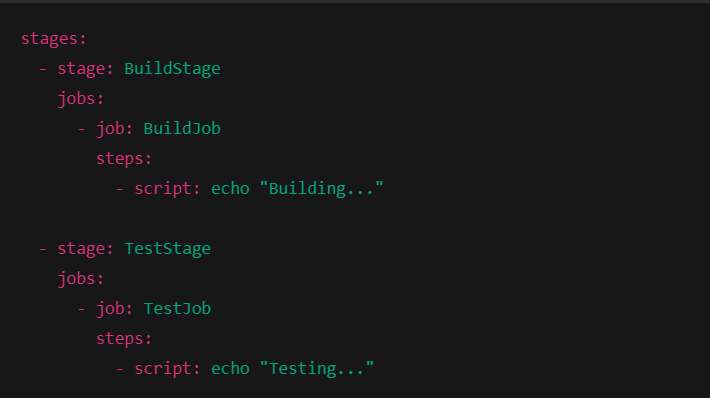 stages:
  - stage: BuildStage
    jobs:
      - job: BuildJob
        steps:
          - script: echo "Building..."
  - stage: TestStage
    jobs:
      - job: TestJob
        steps:
          - script: echo "Testing..."